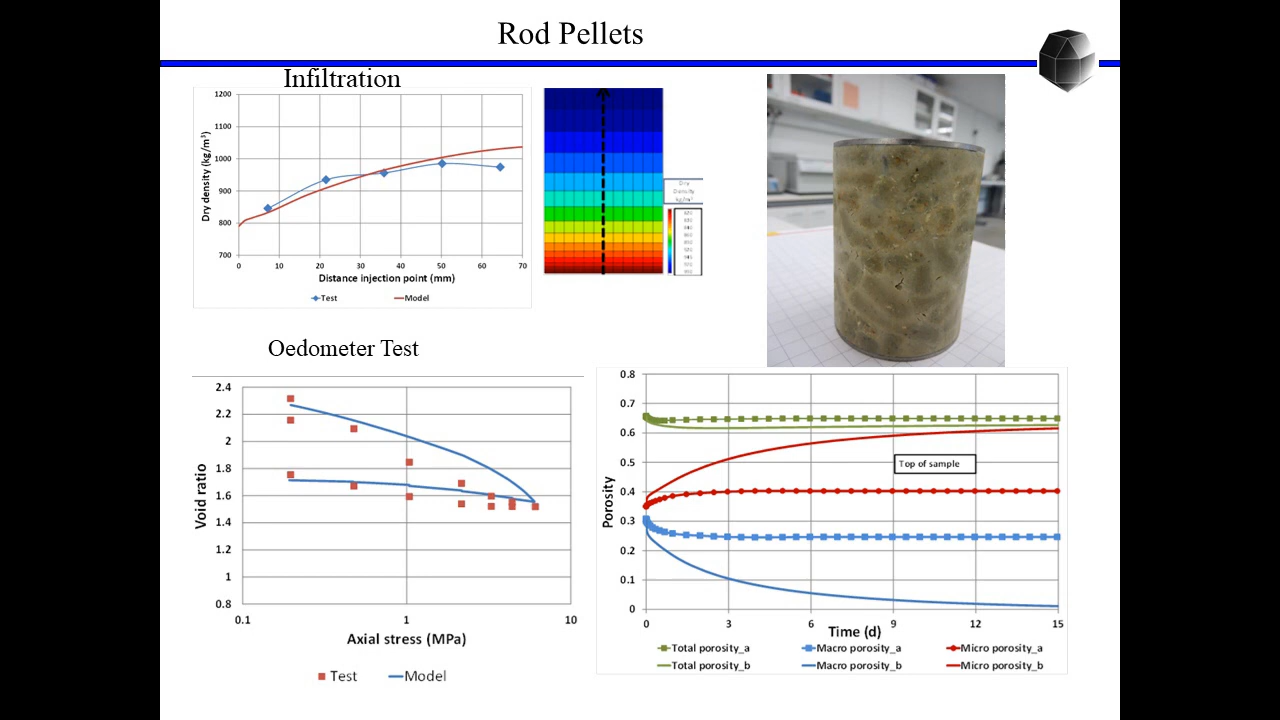 Rod Pellets
Infiltration
1200
1100
1000
900
800
700
Dry density (kg/m³)
0 10 20 30 40 50 60 70
Distance injection point (mm)
Test Model
Dry
Density
kg/m³
Oedometer Test
2.4
2.2
2
1.8
1.6
1.4
1.2
1
0.8
Void ratio
0.1 1 10
Axial stress (MPa)
Test Model
0.8
0.7
0.6
0.5
0.4
0.3
0.2
0.1
0
Porosity
Top of sample
0 3 6 9 12 15
Time (d)
Total porosity_a Macro porosity_a Micro porosity_a
Total porosity_b Macro porosity_b Micro porosity_b